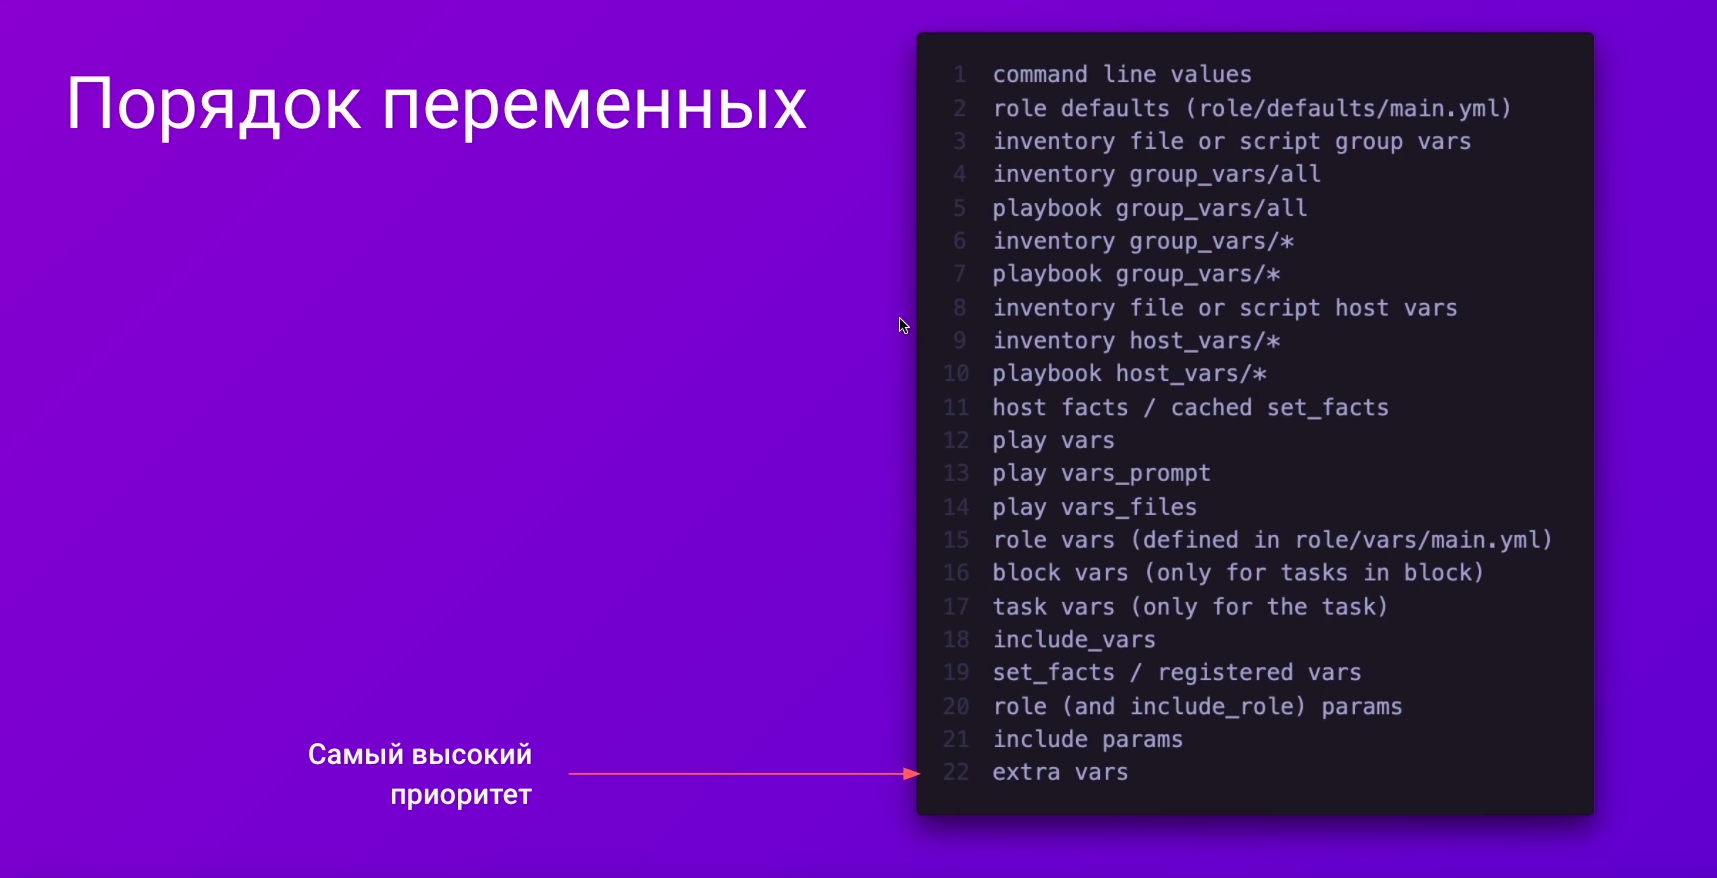 Порядок переменных
1 command line values
2 role defaults (role/defaults/main.yml)
3 inventory file or script group vars
4 inventory group_vars/all
5 playbook group_vars/all
6 inventory group_vars/*
7 playbook group_vars/*
8 inventory file or script host vars
9 inventory host_vars/*
10 playbook host_vars/*
11 host facts / cached set_facts
12 play vars
13 play vars_prompt
14 play vars_files
15 role vars (defined in role/vars/main.yml)
16 block vars (only for tasks in block)
17 task vars (only for the task)
18 include_vars
19 set_facts / registered vars
20 role (and include_role) params
21 include params
22 extra vars
Самый высокий
приоритет